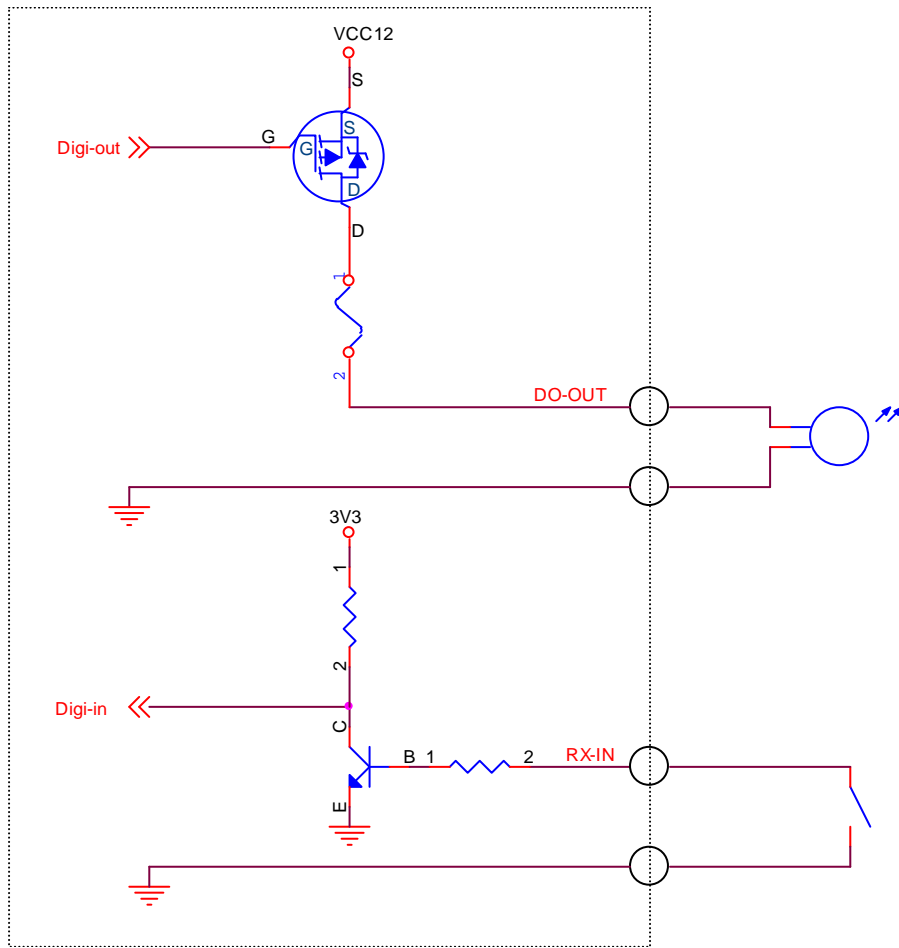 VCC12
S
Digi-out
G
S
G
D
D
1
2
DO-OUT
3V3
1
2
Digi-in
C
B 1
2
RX-IN
E